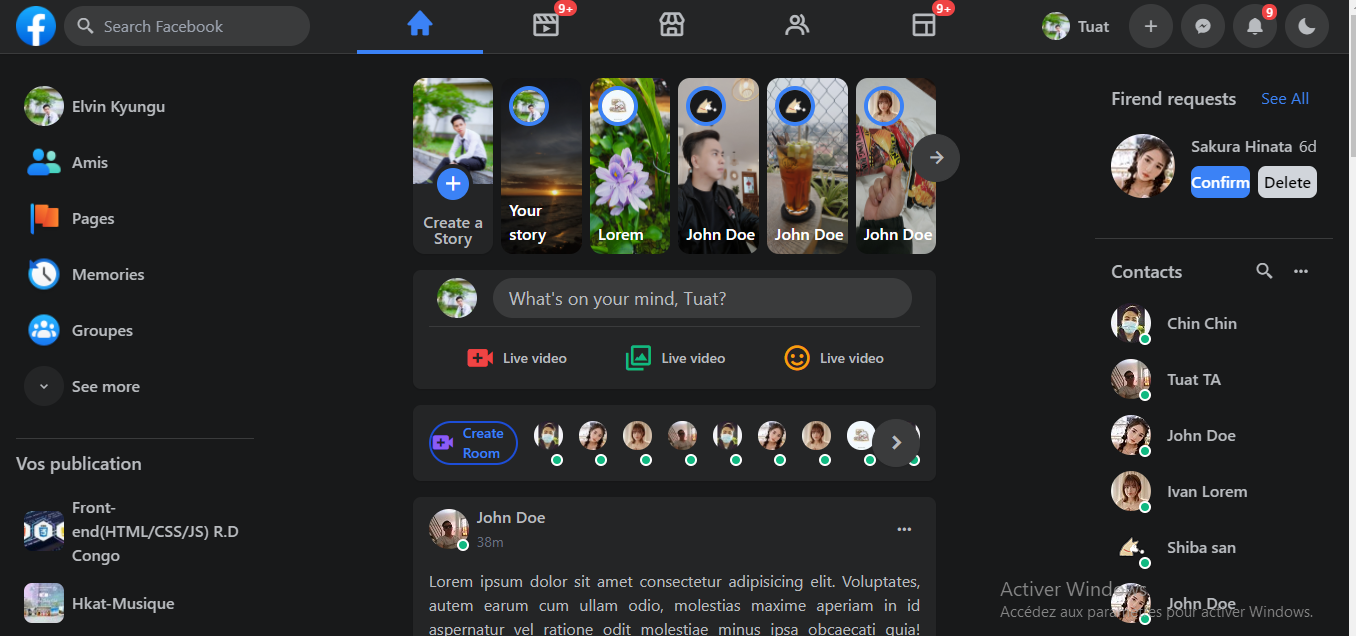 Search Facebook
9+
9+
Tuat
9
Elvin Kyungu
Amis
Pages
Memories
Groupes
See more
Vos publication
Front-
end(HTML/CSS/JS) R.D
Congo
Hkat-Musique
Create a
Story
Your
story
Lorem
John Doe
John Doe
John Doe
What's on your mind, Tuat?
Live video
Live video
Live video
Create
Room
John Doe
38m
Lorem ipsum dolor sit amet consectetur adipisicing elit. Voluptates,
autem earum cum ullam odio, molestias maxime aperiam in id
aspernatur vel ratione odit molestiae minus ipsa obcaecati quia!
Firend requests
See All
Sakura Hinata 6d
Confirm
Delete
Contacts
Chin Chin
Tuat TA
John Doe
Ivan Lorem
Shiba san
John Doe
Activer Windows
Accédez aux paramètres pour activer Windows.